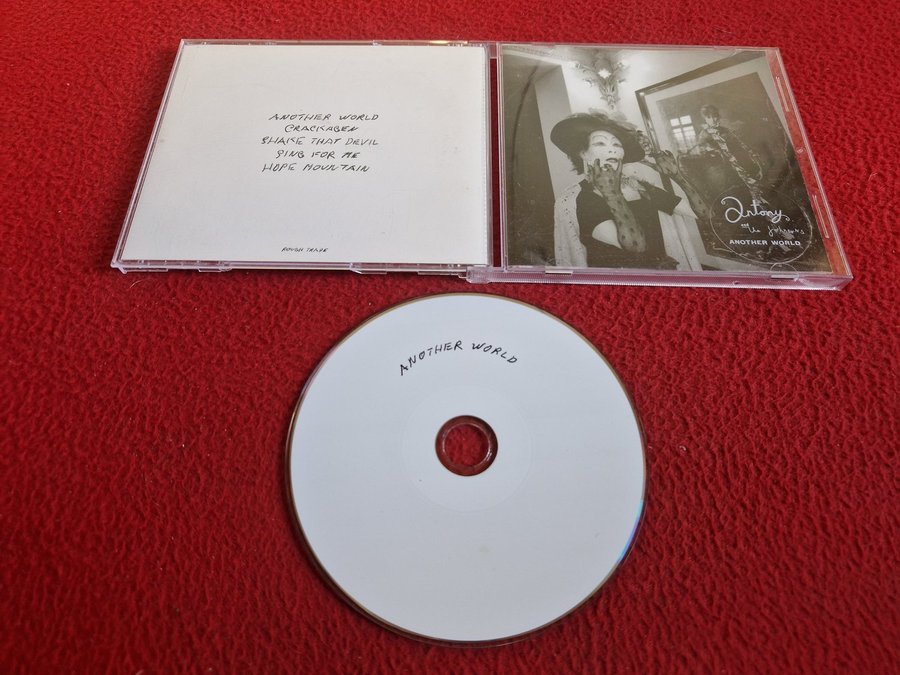 ANOTHER WORLD
CRACKAGEN
SHAKE THAT DEVIL
SING FOR ME
HOPE MOUNTAIN
ROUGH TRADE
Antony
and the Johnsons
ANOTHER WORLD
ANOTHER WORLD